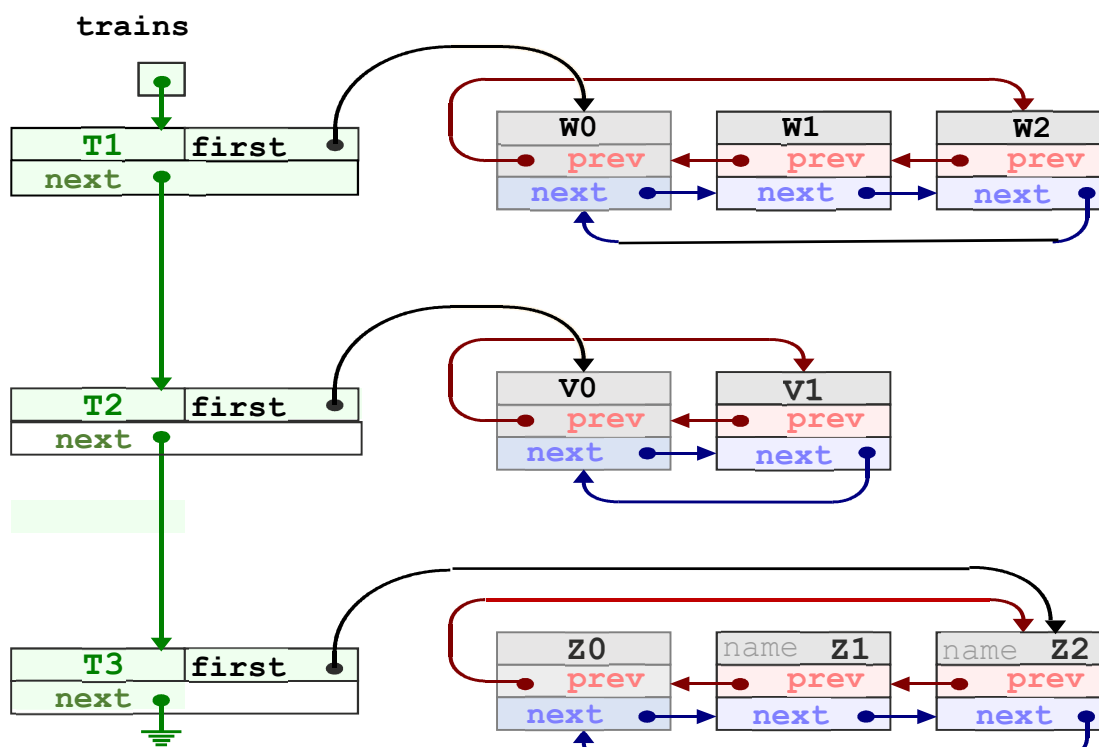 trains
T1 first W0 W1 W2
next prev prev prev
next next next
T2 first V0 V1
next prev prev
next next
T3 first Z0 name Z1 name Z2
next prev prev prev
next next next